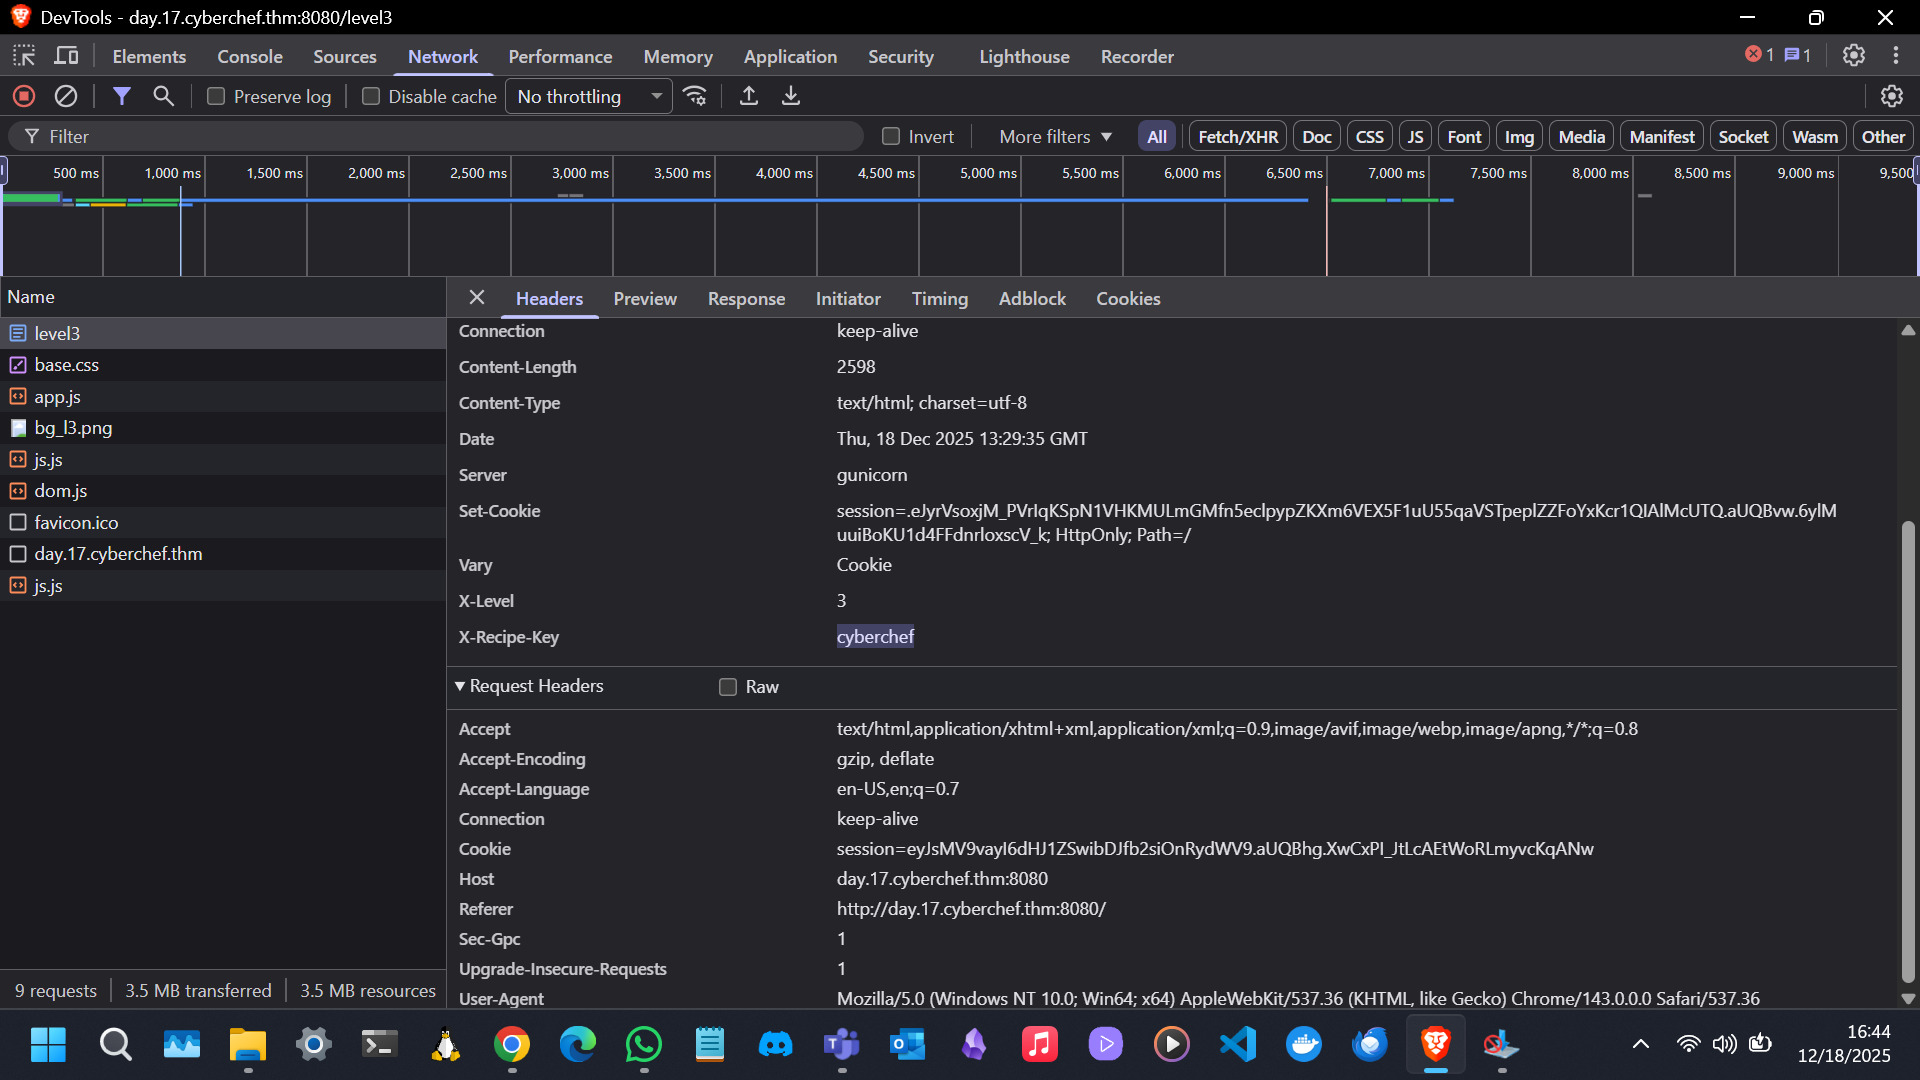 DevTools - day.17.cyberchef.thm:8080/level3
Elements Console Sources Network Performance Memory Application Security Lighthouse Recorder 1 1
Preserve log Disable cache No throttling
Filter Invert More filters All Fetch/XHR Doc CSS JS Font Img Media Manifest Socket Wasm Other
500 ms 1,000 ms 1,500 ms 2,000 ms 2,500 ms 3,000 ms 3,500 ms 4,000 ms 4,500 ms 5,000 ms 5,500 ms 6,000 ms 6,500 ms 7,000 ms 7,500 ms 8,000 ms 8,500 ms 9,000 ms 9,500
Name
level3
base.css
app.js
bg_l3.png
js.js
dom.js
favicon.ico
day.17.cyberchef.thm
js.js
9 requests 3.5 MB transferred 3.5 MB resources
Headers Preview Response Initiator Timing Adblock Cookies
Connection keep-alive
Content-Length 2598
Content-Type text/html; charset=utf-8
Date Thu, 18 Dec 2025 13:29:35 GMT
Server gunicorn
Set-Cookie session=.eJyrVsoxjM_PVrIqKSpN1VHKMULmGMfn5eclpypZKXm6VEX5F1uU55qaVSTpeplZZFoYxKcr1QIAlMcUTQ.aUQBvw.6ylM
uuiBoKU1d4FFdnrloxscV_k; HttpOnly; Path=/
Vary Cookie
X-Level 3
X-Recipe-Key cyberchef
Request Headers Raw
Accept text/html,application/xhtml+xml,application/xml;q=0.9,image/avif,image/webp,image/apng,*/*;q=0.8
Accept-Encoding gzip, deflate
Accept-Language en-US,en;q=0.7
Connection keep-alive
Cookie session=eyJsMV9vayI6dHJ1ZSwibDJfb2siOnRydWV9.aUQBhg.XwCxPI_JtLcAEtWoRLmyvcKqANw
Host day.17.cyberchef.thm:8080
Referer http://day.17.cyberchef.thm:8080/
Sec-Gpc 1
Upgrade-Insecure-Requests 1
User-Agent Mozilla/5.0 (Windows NT 10.0; Win64; x64) AppleWebKit/537.36 (KHTML, like Gecko) Chrome/143.0.0.0 Safari/537.36
16:44
12/18/2025